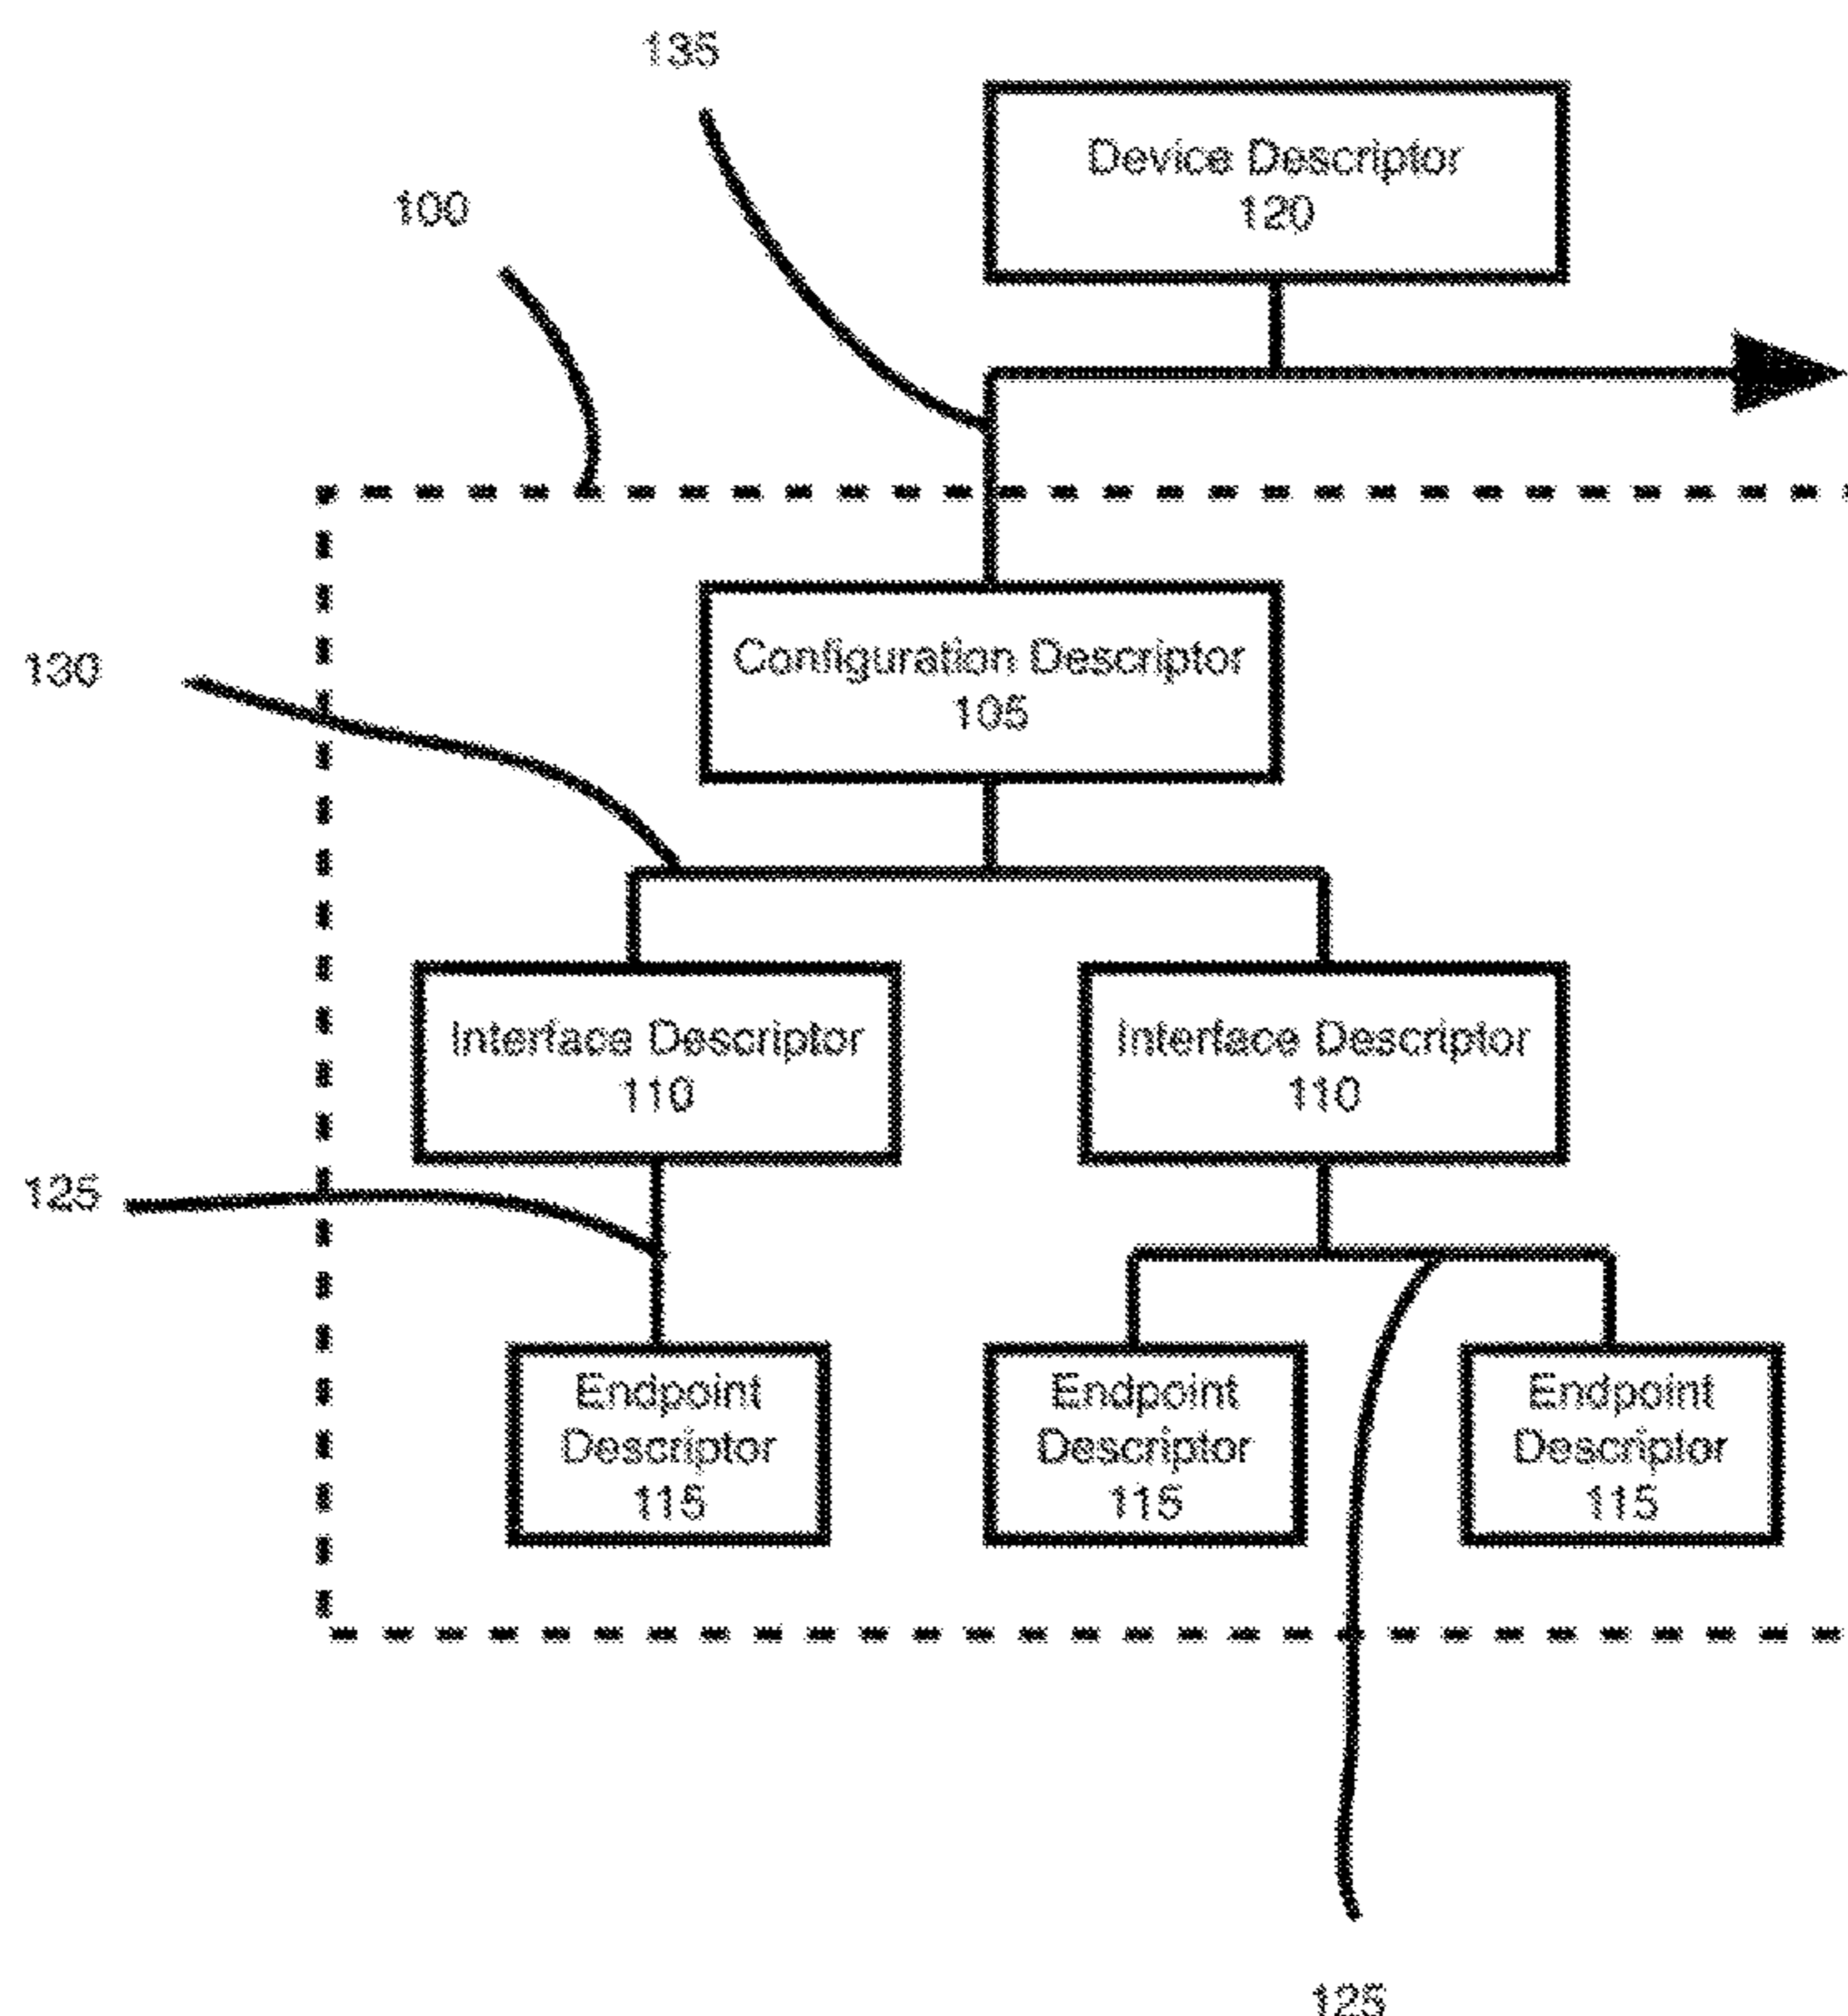 135
Device Descriptor
120
100
Configuration Descriptor
105
130
Interface Descriptor
110
Interface Descriptor
110
125
Endpoint
Descriptor
115
Endpoint
Descriptor
115
Endpoint
Descriptor
115
125